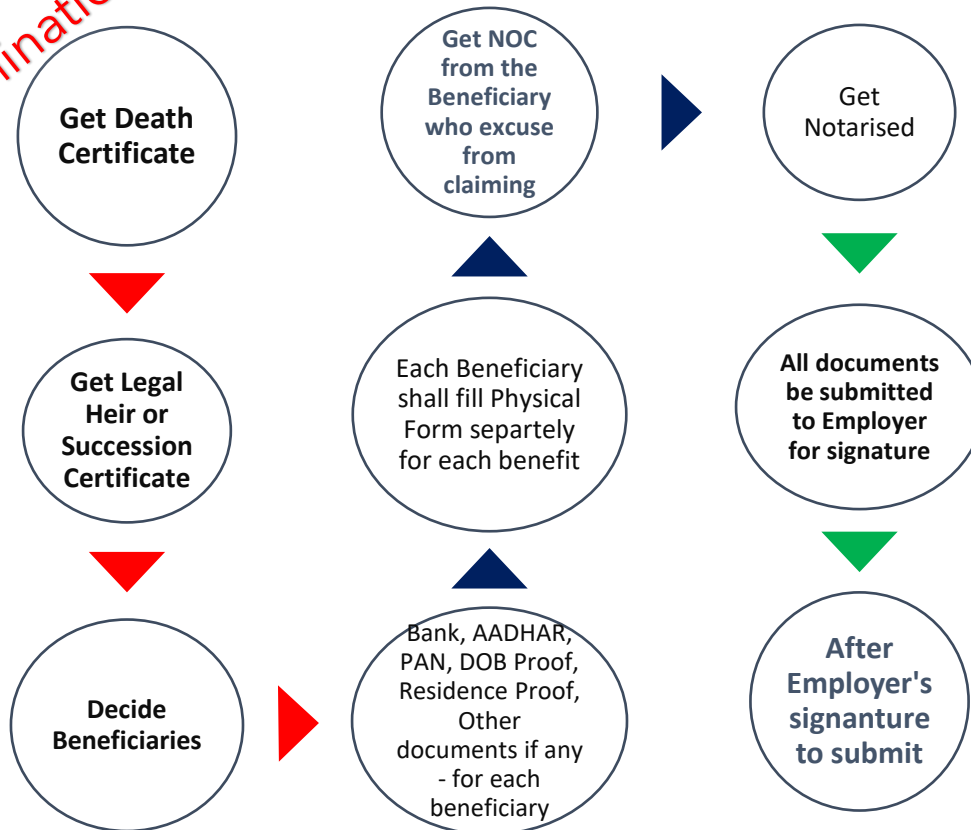 Get Death
Certificate
Get Legal
Heir or
Succession
Certificate
Decide
Beneficiaries
Bank, AADHAR,
PAN, DOB Proof,
Residence Proof,
Other
documents if any
- for each
beneficiary
Each Beneficiary
shall fill Physical
Form separtely
for each benefit
Get NOC
from the
Beneficiary
who excuse
from
claiming
Get
Notarised
All documents
be submitted
to Employer
for signature
After
Employer's
signanture
to submit